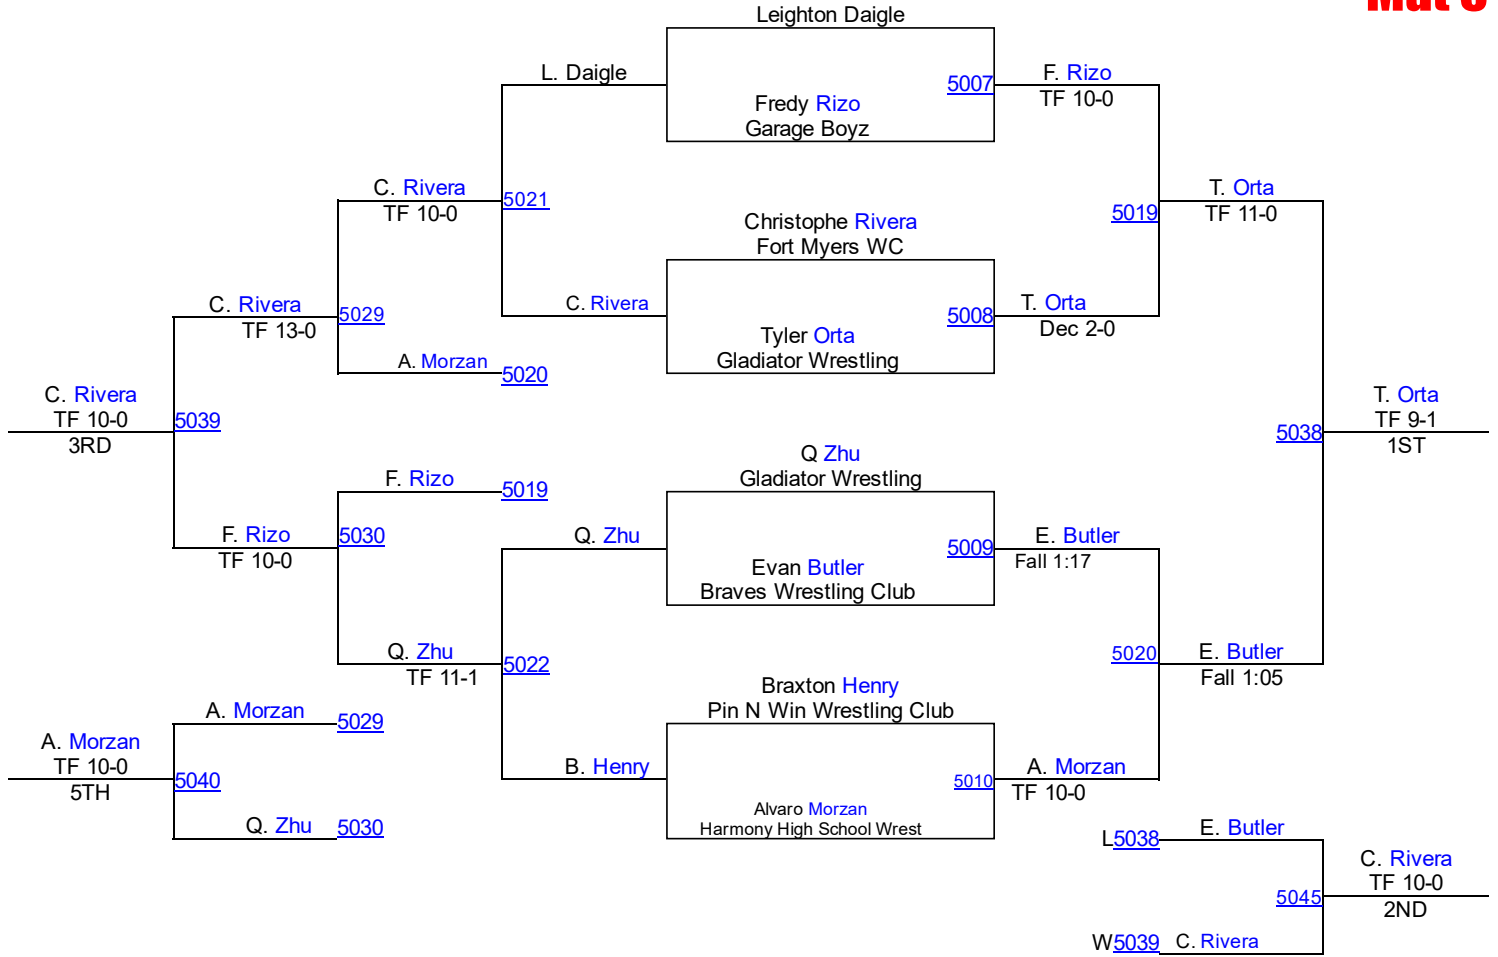 Mat 5
Leighton Daigle
L. Daigle
5007
F. Rizo
TF 10-0
Fredy Rizo
Garage Boyz
C. Rivera
TF 10-0
5021
Christophe Rivera
Fort Myers WC
5019
T. Orta
TF 11-0
C. Rivera
TF 13-0
5029
C. Rivera
5008
T. Orta
Dec 2-0
Tyler Orta
Gladiator Wrestling
A. Morzan
5020
C. Rivera
TF 10-0
3RD
5039
5038
T. Orta
TF 9-1
1ST
Q Zhu
Gladiator Wrestling
F. Rizo
5019
F. Rizo
TF 10-0
5030
Q. Zhu
5009
E. Butler
Fall 1:17
Evan Butler
Braves Wrestling Club
Q. Zhu
TF 11-1
5022
5020
E. Butler
Fall 1:05
Braxton Henry
Pin N Win Wrestling Club
A. Morzan
5029
A. Morzan
TF 10-0
5TH
5040
B. Henry
5010
A. Morzan
TF 10-0
Alvaro Morzan
Harmony High School Wrest
Q. Zhu
5030
L5038
E. Butler
5045
C. Rivera
TF 10-0
2ND
W5039
C. Rivera